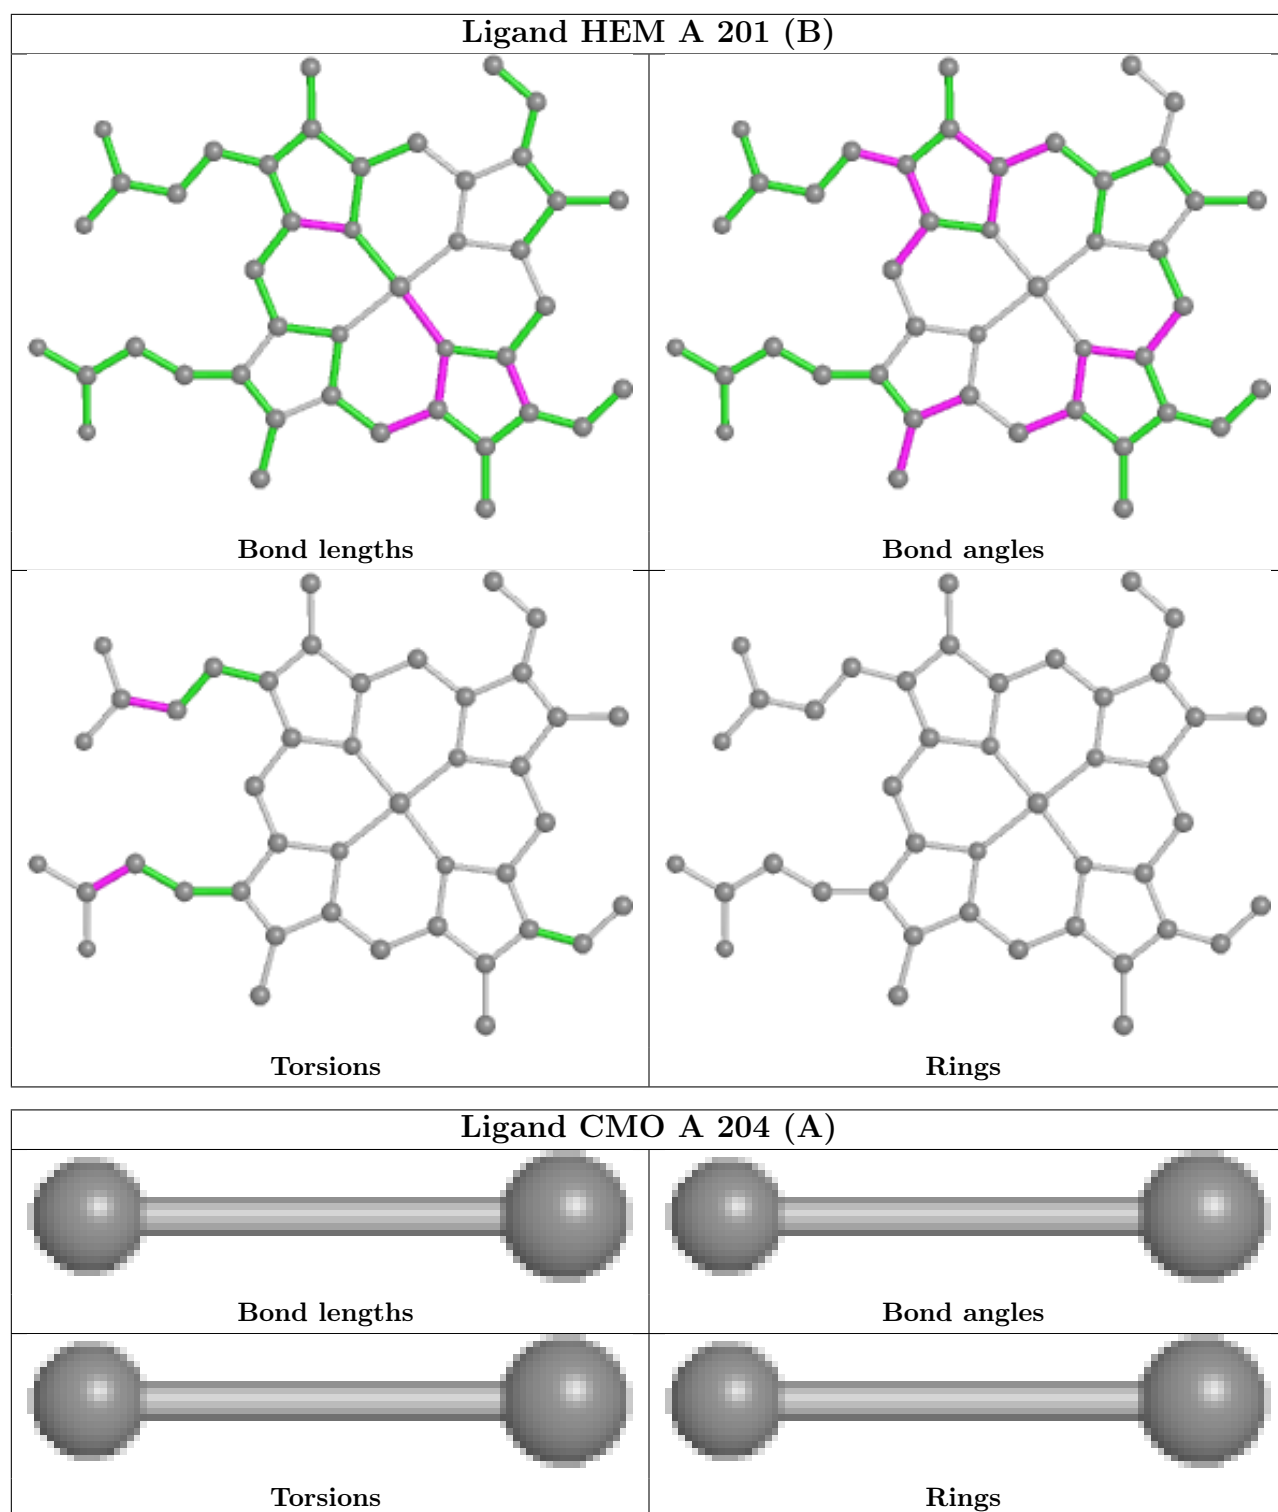 Ligand HEM A 201 (B)
Bond lengths
Bond angles
Torsions
Rings
Ligand CMO A 204 (A)
Bond lengths
Bond angles
Torsions
Rings